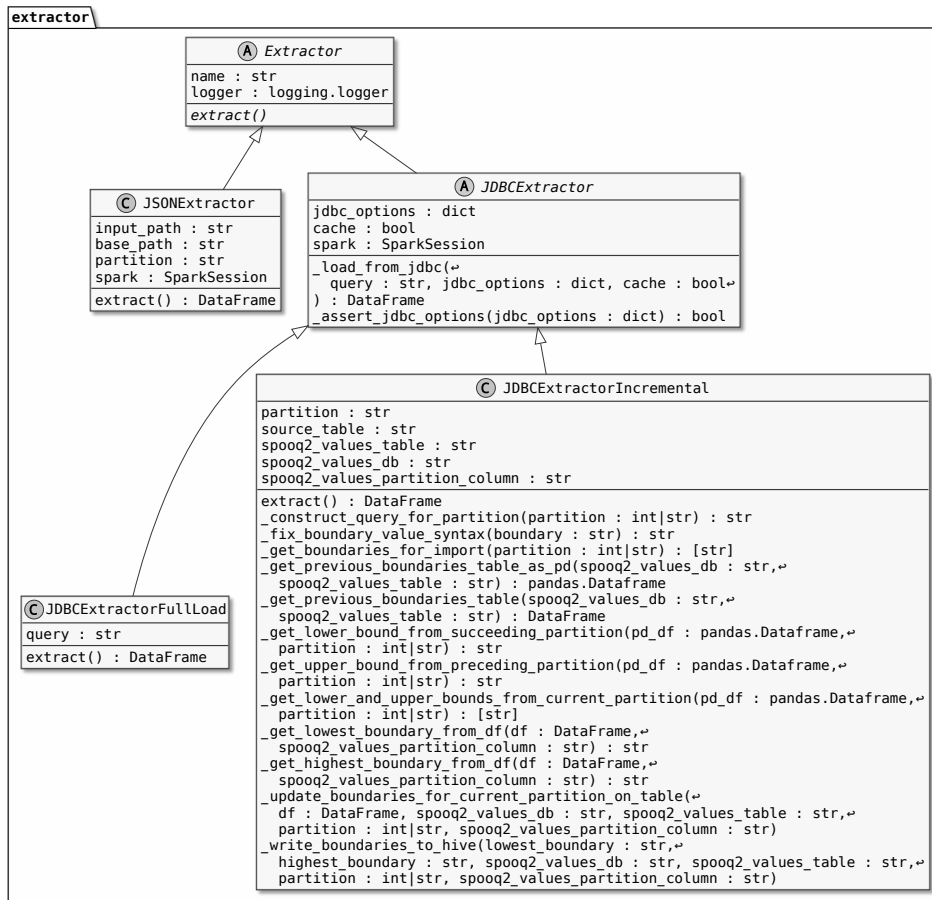 extractor
A Extractor
name : str
logger : logging.logger
extract()
C JSONExtractor
input_path : str
base_path : str
partition : str
spark : SparkSession
extract() : DataFrame
A JDBCExtractor
jdbc_options : dict
cache : bool
spark : SparkSession
_load_from_jdbc(↩
query : str, jdbc_options : dict, cache : bool↩
) : DataFrame
_assert_jdbc_options(jdbc_options : dict) : bool
C JDBCExtractorFullLoad
query : str
extract() : DataFrame
C JDBCExtractorIncremental
partition : str
source_table : str
spooq2_values_table : str
spooq2_values_db : str
spooq2_values_partition_column : str
extract() : DataFrame
_construct_query_for_partition(partition : int|str) : str
_fix_boundary_value_syntax(boundary : str) : str
_get_boundaries_for_import(partition : int|str) : [str]
_get_previous_boundaries_table_as_pd(spooq2_values_db : str,↩
spooq2_values_table : str) : pandas.Dataframe
_get_previous_boundaries_table(spooq2_values_db : str,↩
spooq2_values_table : str) : DataFrame
_get_lower_bound_from_succeeding_partition(pd_df : pandas.Dataframe,↩
partition : int|str) : str
_get_upper_bound_from_preceding_partition(pd_df : pandas.Dataframe,↩
partition : int|str) : str
_get_lower_and_upper_bounds_from_current_partition(pd_df : pandas.Dataframe,↩
partition : int|str) : [str]
_get_lowest_boundary_from_df(df : DataFrame,↩
spooq2_values_partition_column : str) : str
_get_highest_boundary_from_df(df : DataFrame,↩
spooq2_values_partition_column : str) : str
_update_boundaries_for_current_partition_on_table(↩
df : DataFrame, spooq2_values_db : str, spooq2_values_table : str,↩
partition : int|str, spooq2_values_partition_column : str)
_write_boundaries_to_hive(lowest_boundary : str,↩
highest_boundary : str, spooq2_values_db : str, spooq2_values_table : str,↩
partition : int|str, spooq2_values_partition_column : str)